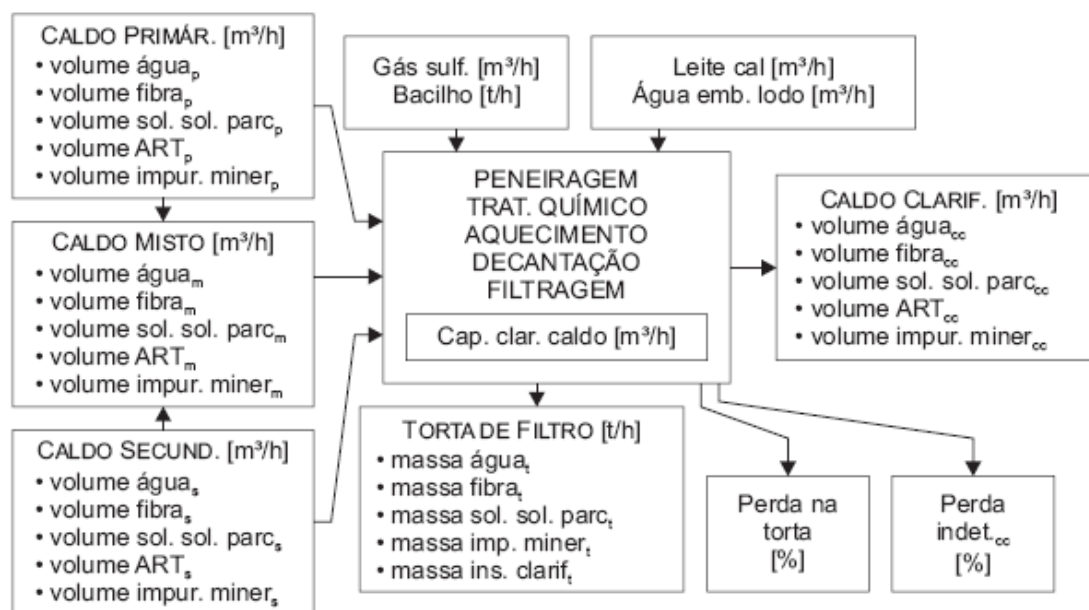 CALDO PRIMÁR. [m³/h]
• volume água_p
• volume fibra_p
• volume sol. sol. parc_p
• volume ART_p
• volume impur. miner_p
CALDO MISTO [m³/h]
• volume água_m
• volume fibra_m
• volume sol. sol. parc_m
• volume ART_m
• volume impur. miner_m
CALDO SECUND. [m³/h]
• volume água_s
• volume fibra_s
• volume sol. sol. parc_s
• volume ART_s
• volume impur. miner_s
Gás sulf. [m³/h]
Bacilho [t/h]
Leite cal [m³/h]
Água emb. lodo [m³/h]
PENEIRAGEM
TRAT. QUÍMICO
AQUECIMENTO
DECANTAÇÃO
FILTRAGEM
Cap. clar. caldo [m³/h]
CALDO CLARIF. [m³/h]
• volume água_cc
• volume fibra_cc
• volume sol. sol. parc_cc
• volume ART_cc
• volume impur. miner_cc
TORTA DE FILTRO [t/h]
• massa água_t
• massa fibra_t
• massa sol. sol. parc_t
• massa imp. miner_t
• massa ins. clarif_t
Perda na
torta
[%]
Perda
indet._cc
[%]